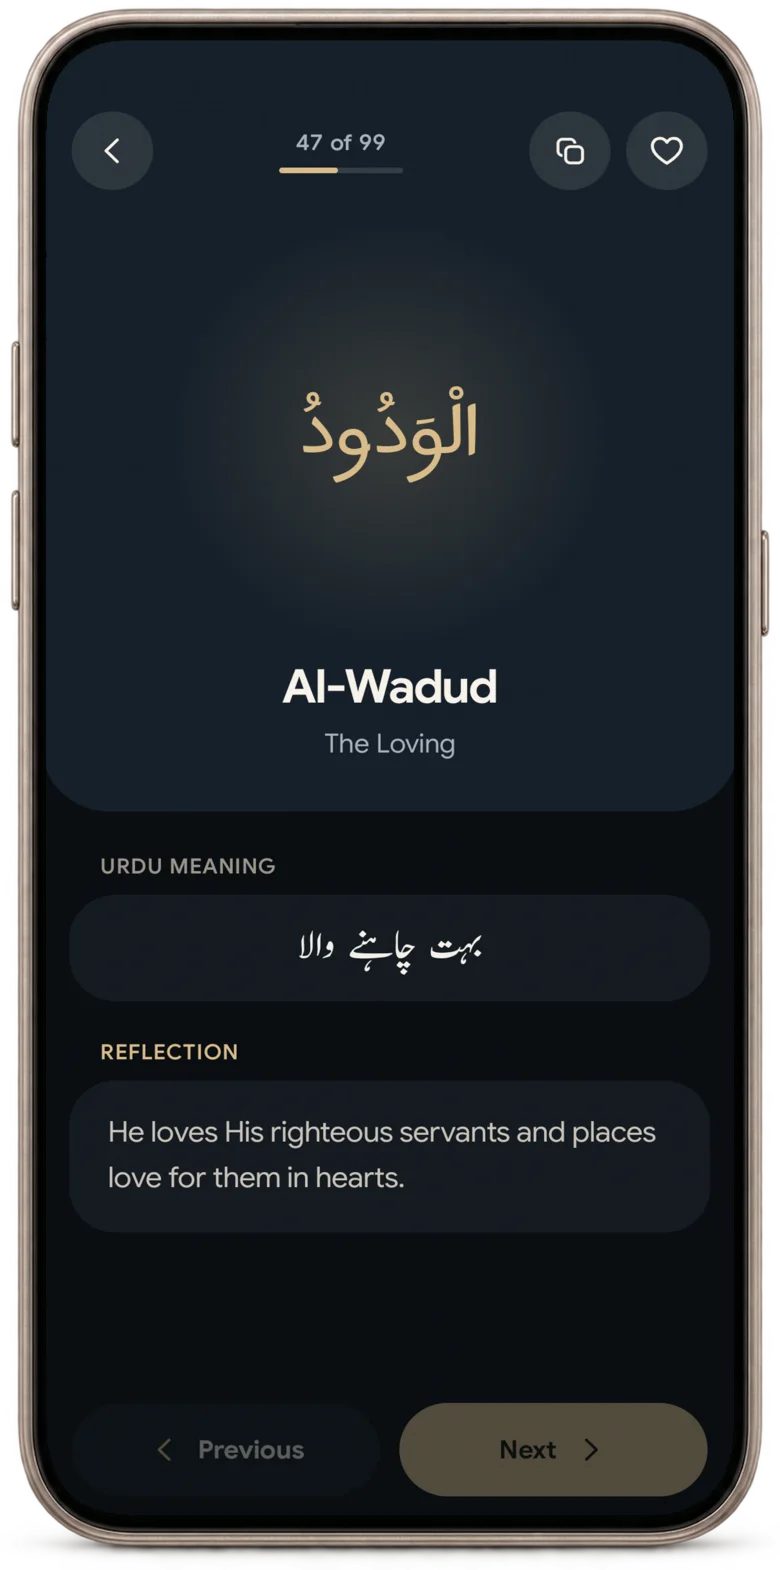 47 of 99
الْوَدُودُ
Al-Wadud
The Loving
URDU MEANING
بہت چاہنے والا
REFLECTION
He loves His righteous servants and places
love for them in hearts.
Previous
Next